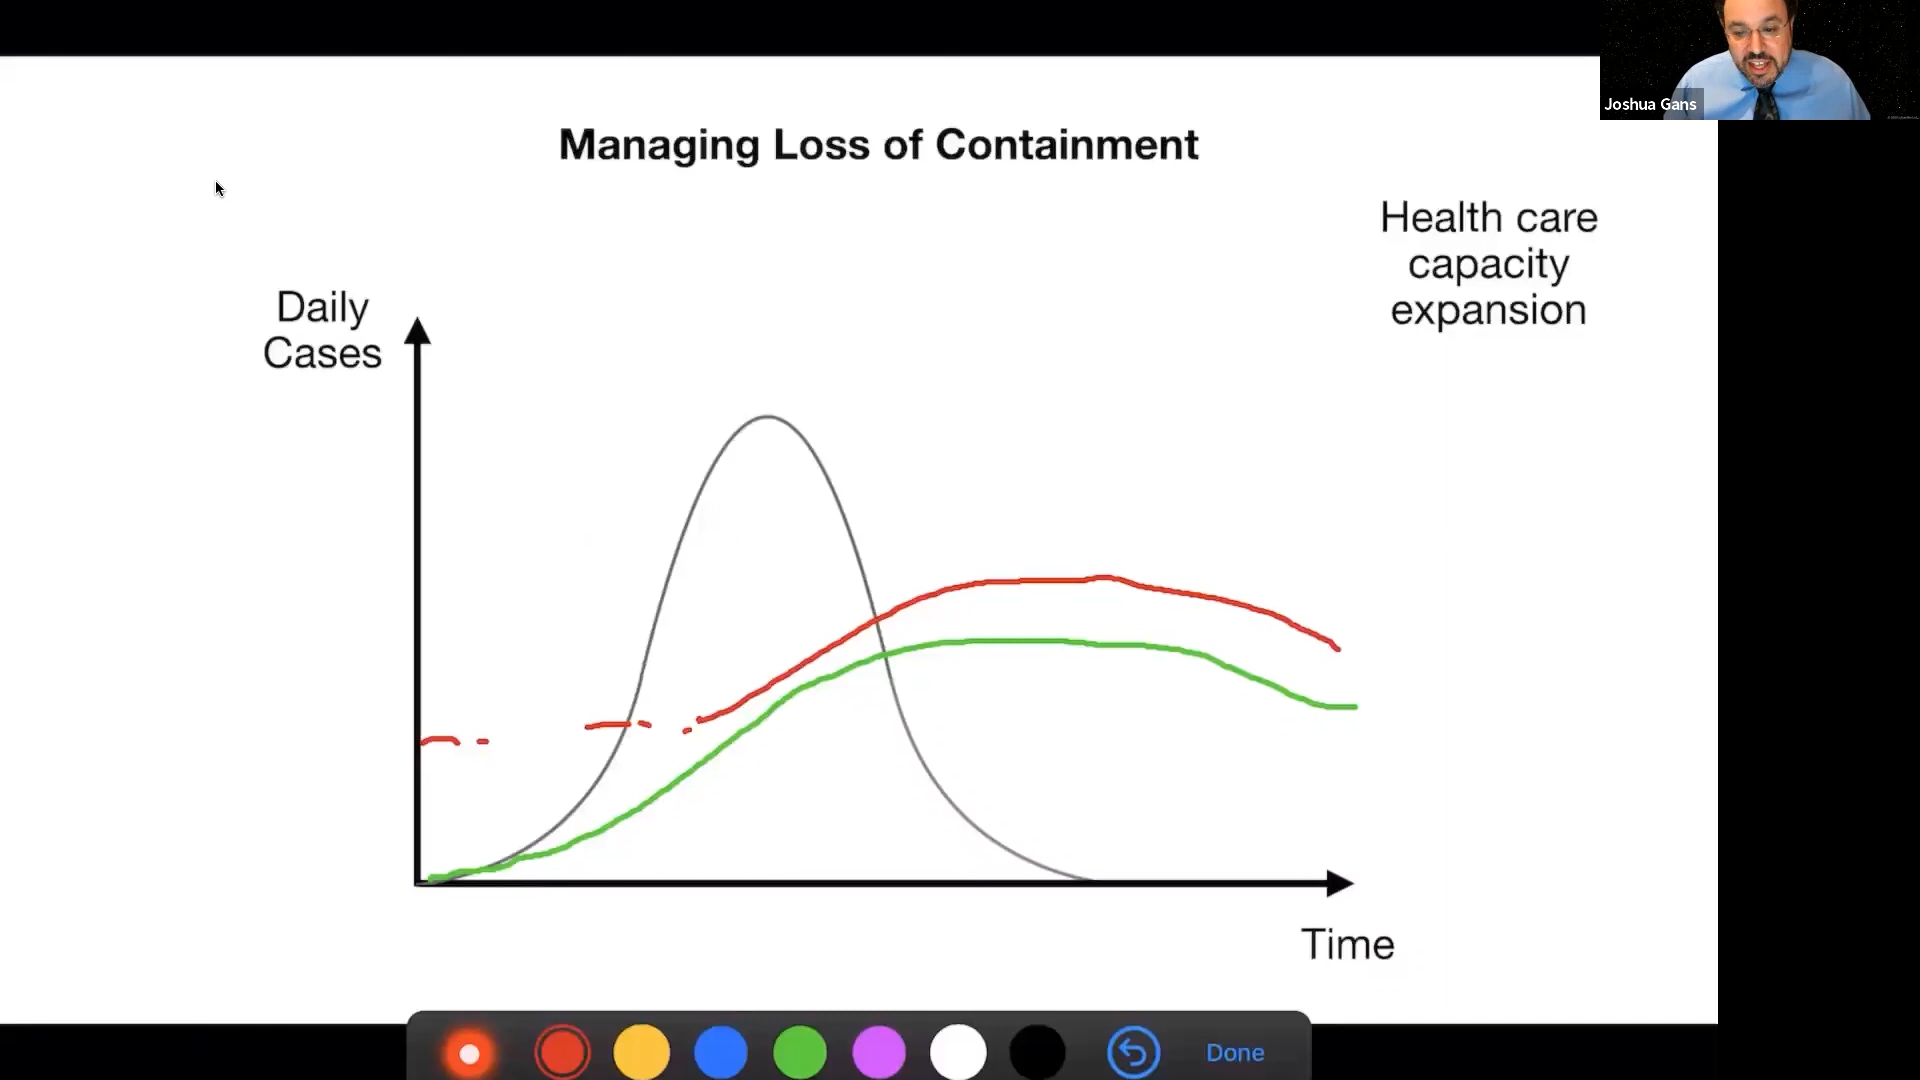 Joshua Gans
Managing Loss of Containment
Health care
capacity
expansion
Daily
Cases
Time
Done